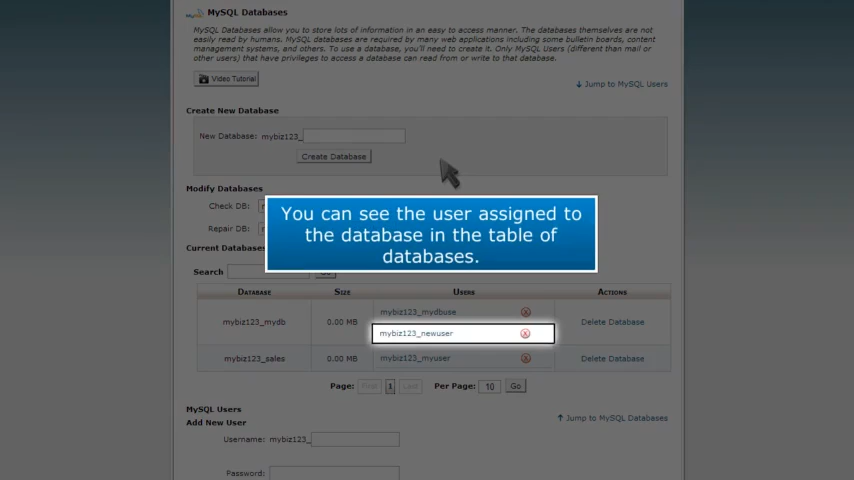 MySQL Databases
MySQL Databases allow you to store lots of information in an easy to access manner. The databases themselves are not
easily read by humans. MySQL databases are required by many web applications including some bulletin boards, content
management systems, and others. To use a database, you'll need to create it. Only MySQL Users (different than mail or
other users) that have privileges to access a database can read from or write to that database.
Video Tutorial
↓ Jump to MySQL Users
Create New Database
New Database: mybiz123_
Create Database
Modify Databases
Check DB:
You can see the user assigned to
the database in the table of
databases.
Repair DB:
Current Databases
Search
DATABASE SIZE USERS ACTIONS
mybiz123_mydb 0.00 MB mybiz123_mydbuse Delete Database
mybiz123_newuser
mybiz123_sales 0.00 MB mybiz123_myuser Delete Database
Page: First 1 Last Per Page: 10 Go
MySQL Users
↑ Jump to MySQL Databases
Add New User
Username: mybiz123_
Password: